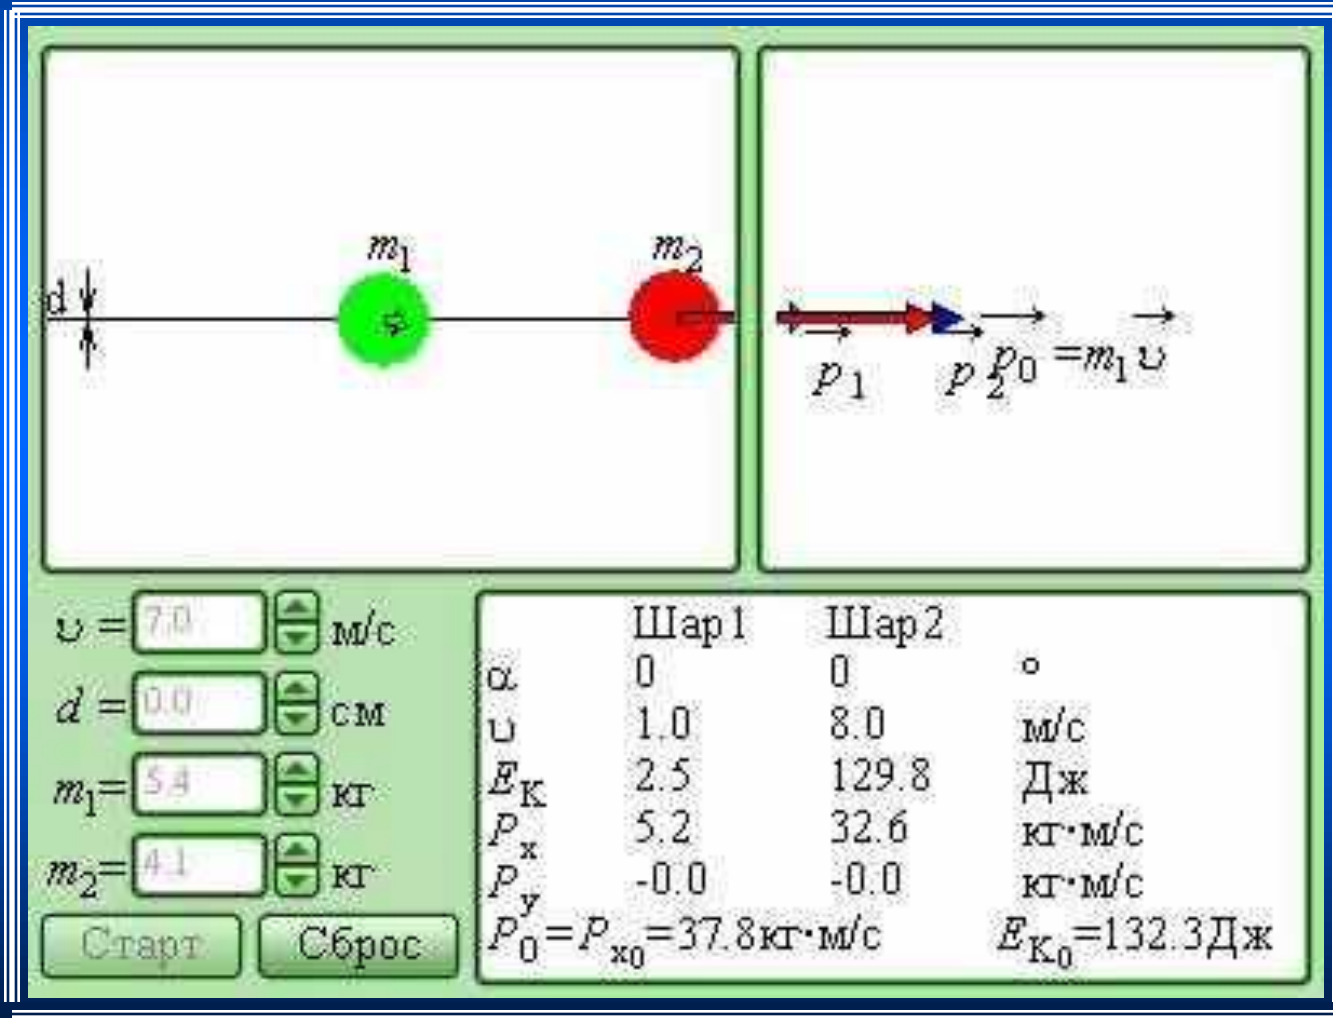 m1 m2
d
p1 p2 p0 =m1υ
υ = 7.0 м/с
d = 0.0 см
m1= 5.4 кг
m2= 4.1 кг
Старт Сброс
Шар1 Шар2
α 0 0 °
υ 1.0 8.0 м/с
EК 2.5 129.8 Дж
Px 5.2 32.6 кг·м/с
Py -0.0 -0.0 кг·м/с
P0=Px0=37.8кг·м/с EК0=132.3Дж